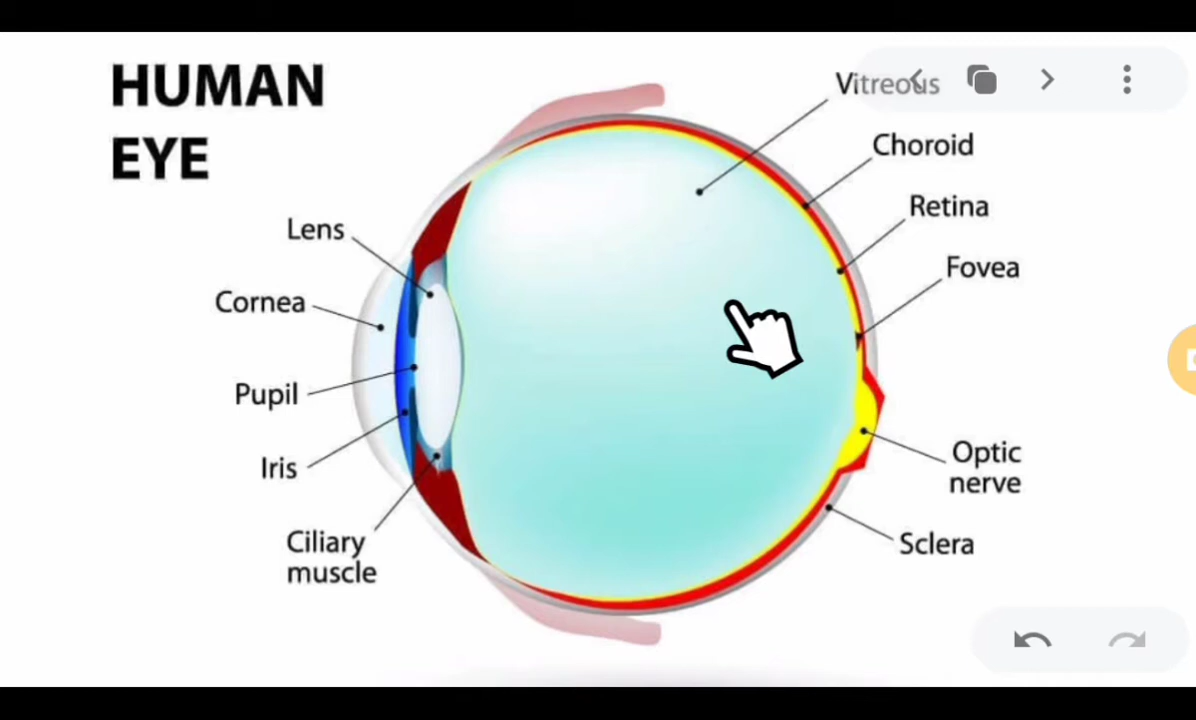 HUMAN
EYE
Lens
Cornea
Pupil
Iris
Ciliary
muscle
Vitreous
Choroid
Retina
Fovea
Optic
nerve
Sclera